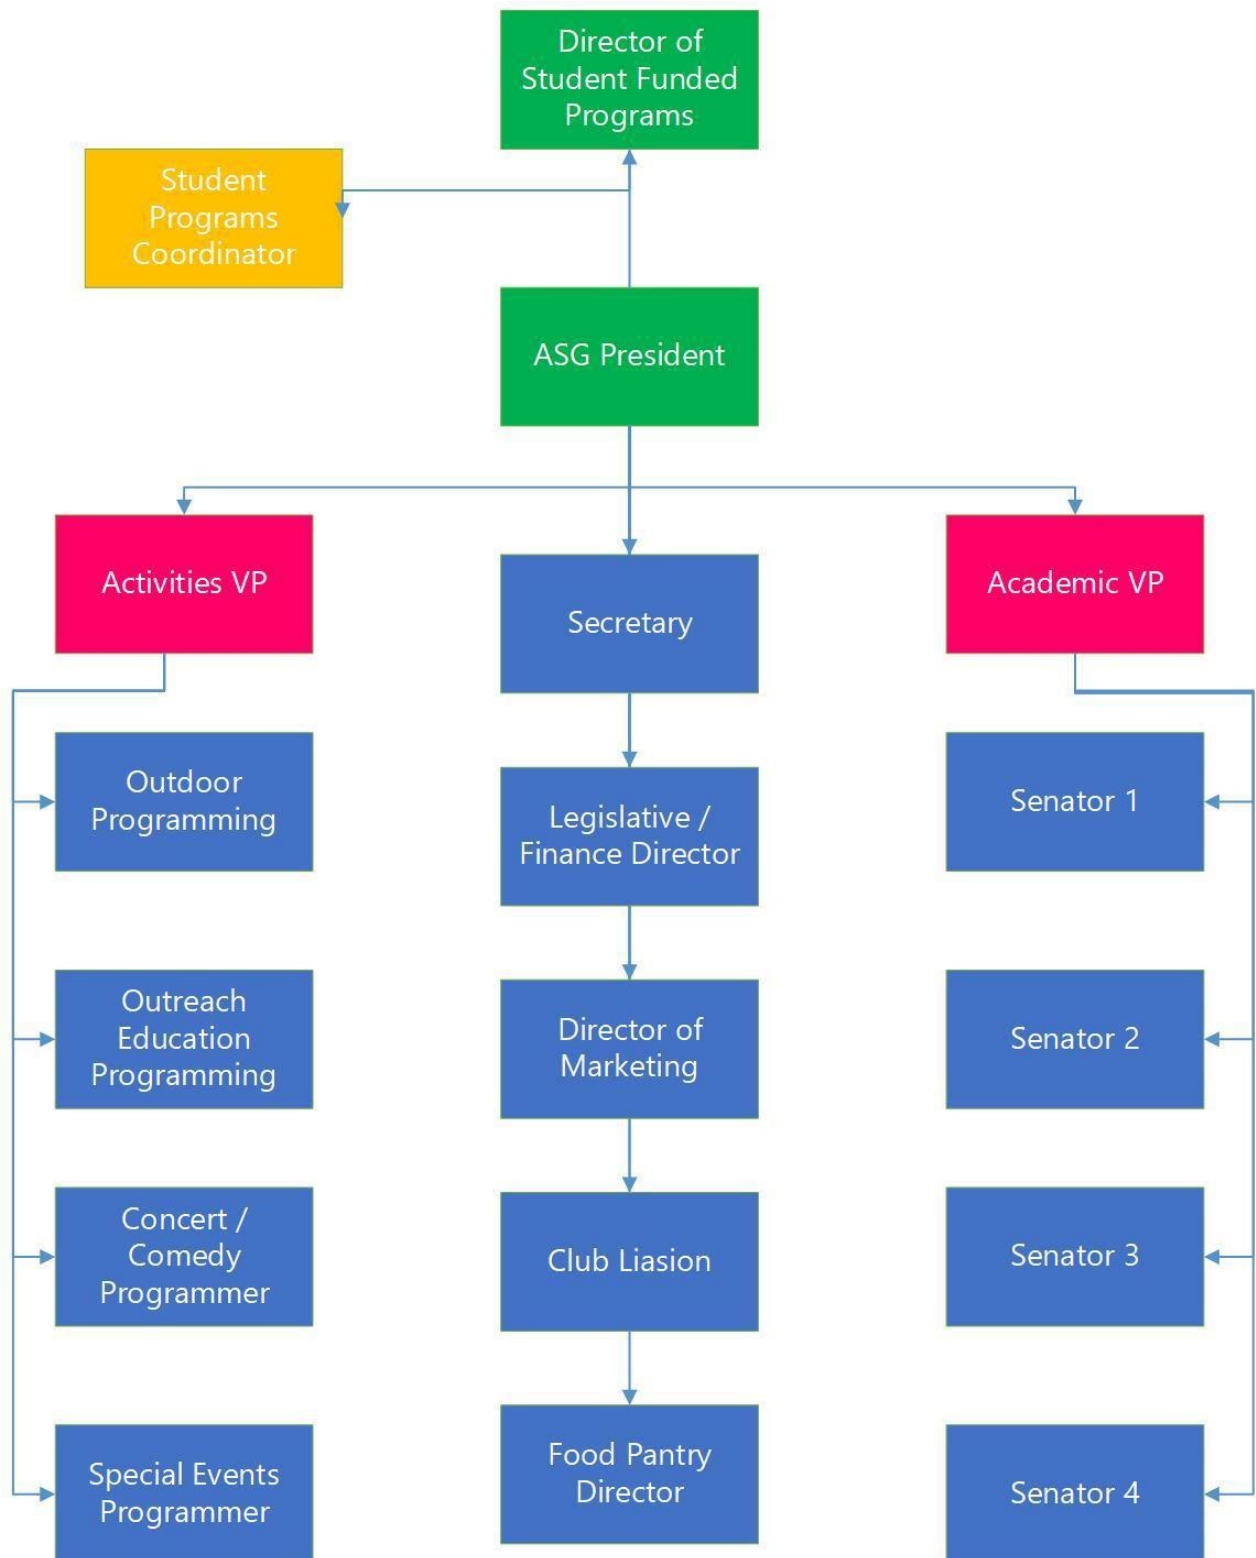 Director of
Student Funded
Programs
Student
Programs
Coordinator
ASG President
Activities VP
Secretary
Academic VP
Outdoor
Programming
Legislative /
Finance Director
Senator 1
Outreach
Education
Programming
Director of
Marketing
Senator 2
Concert /
Comedy
Programmer
Club Liasion
Senator 3
Special Events
Programmer
Food Pantry
Director
Senator 4